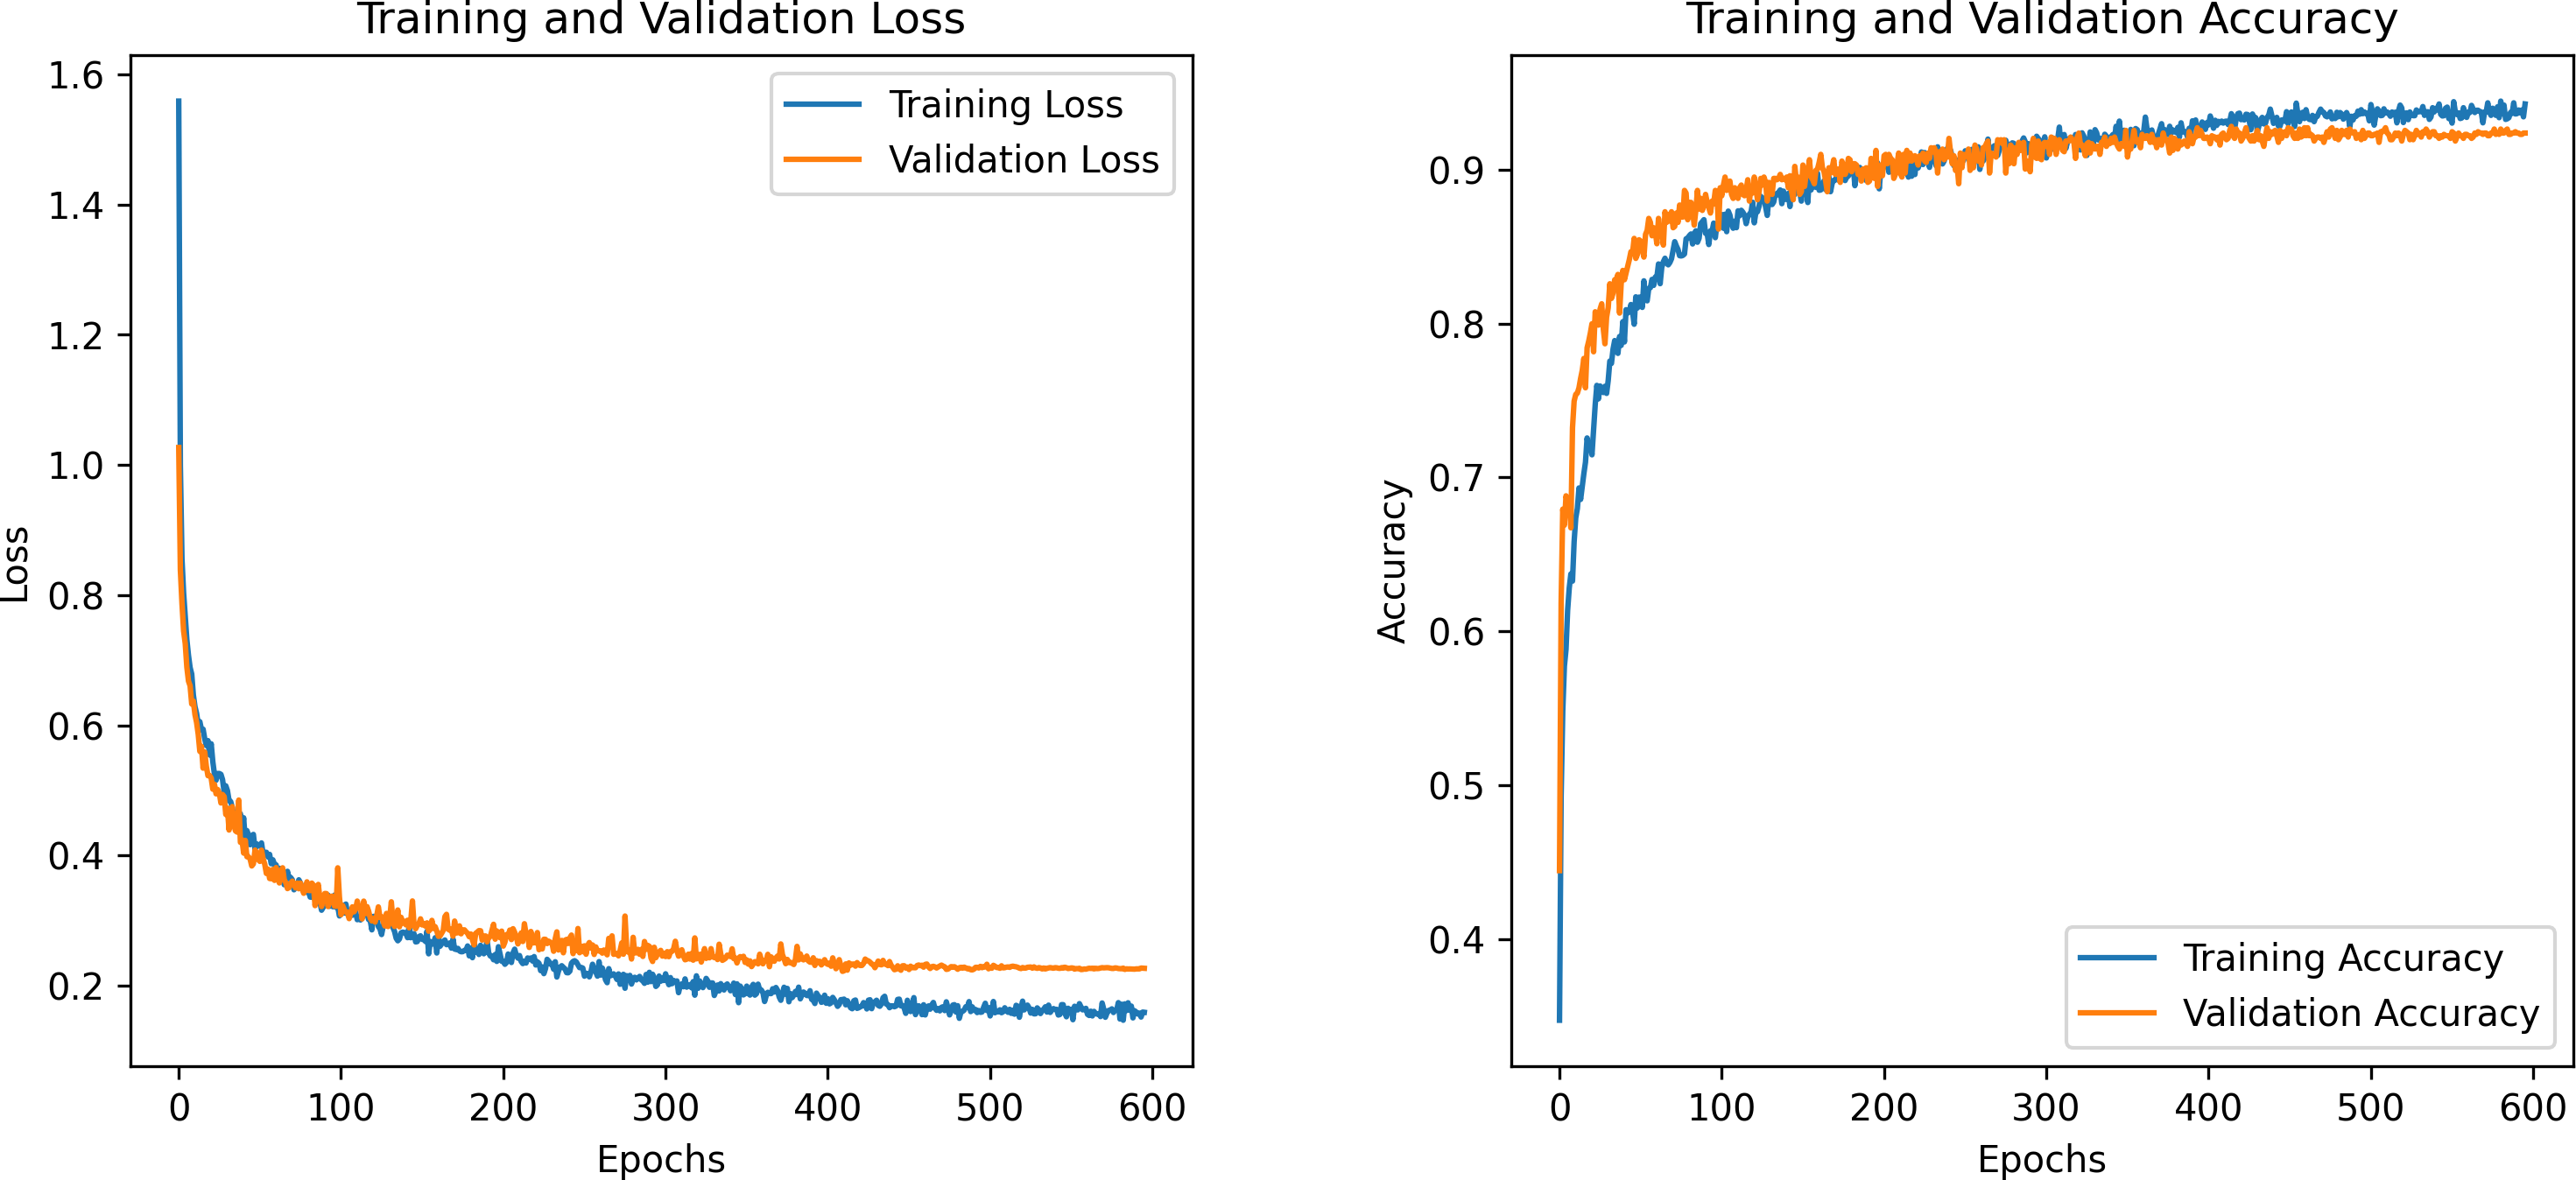 Training and Validation Loss
1.6
1.4
1.2
1.0
0.8
0.6
0.4
0.2
Loss
Training Loss
Validation Loss
0 100 200 300 400 500 600
Epochs
Training and Validation Accuracy
0.9
0.8
0.7
0.6
0.5
0.4
Accuracy
Training Accuracy
Validation Accuracy
0 100 200 300 400 500 600
Epochs